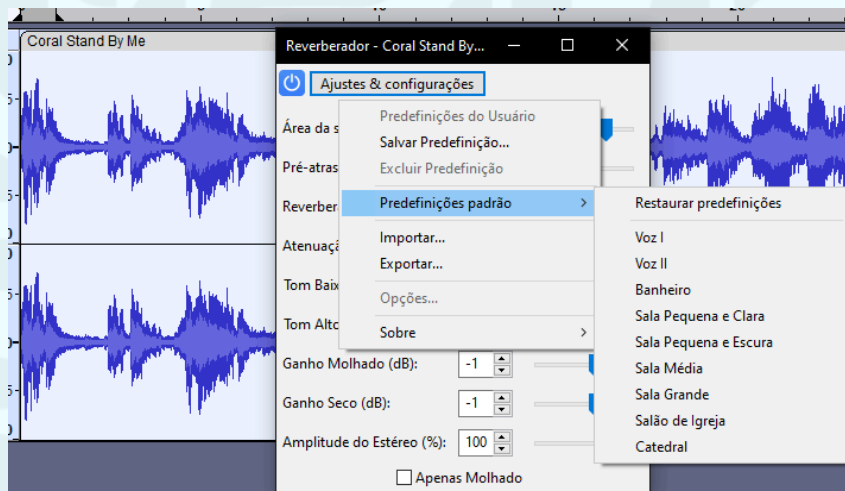 Coral Stand By Me
Reverberador - Coral Stand By...
Ajustes & configurações
Predefinições do Usuário
Salvar Predefinição...
Excluir Predefinição
Predefinições padrão
Importar...
Exportar...
Opções...
Sobre
Restaurar predefinições
Voz I
Voz II
Banheiro
Sala Pequena e Clara
Sala Pequena e Escura
Sala Média
Sala Grande
Salão de Igreja
Catedral
Área da s
Pré-atras
Reverber
Atenuaçã
Tom Baix
Tom Alto
Ganho Molhado (dB): -1
Ganho Seco (dB): -1
Amplitude do Estéreo (%): 100
Apenas Molhado